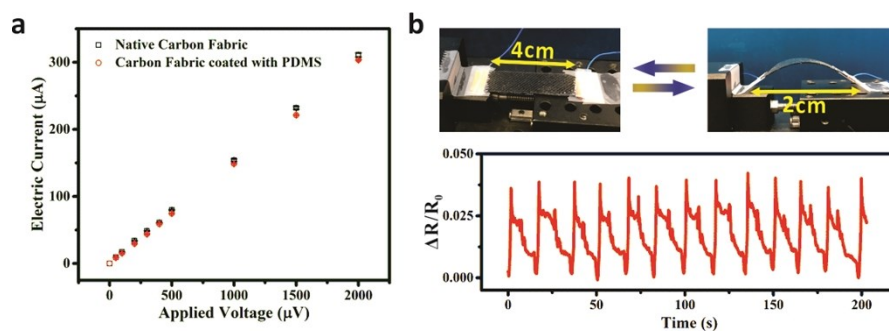 a
Native Carbon Fabric
Carbon Fabric coated with PDMS
Electric Current (μA)
300
200
100
0
0 500 1000 1500 2000
Applied Voltage (μV)
b
4cm
2cm
ΔR/R₀
0.050
0.025
0.000
0 50 100 150 200
Time (s)